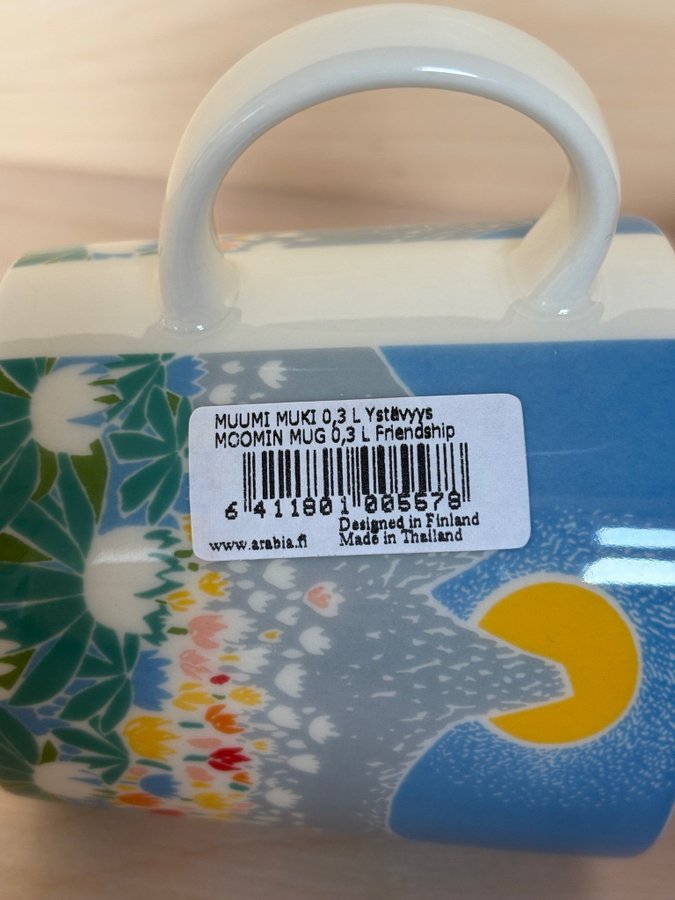 MUUMI MUKI 0,3 L Ystävyys
MOOMIN MUG 0,3 L Friendship
6 411801 005578
Designed in Finland
www.arabia.fi Made in Thailand